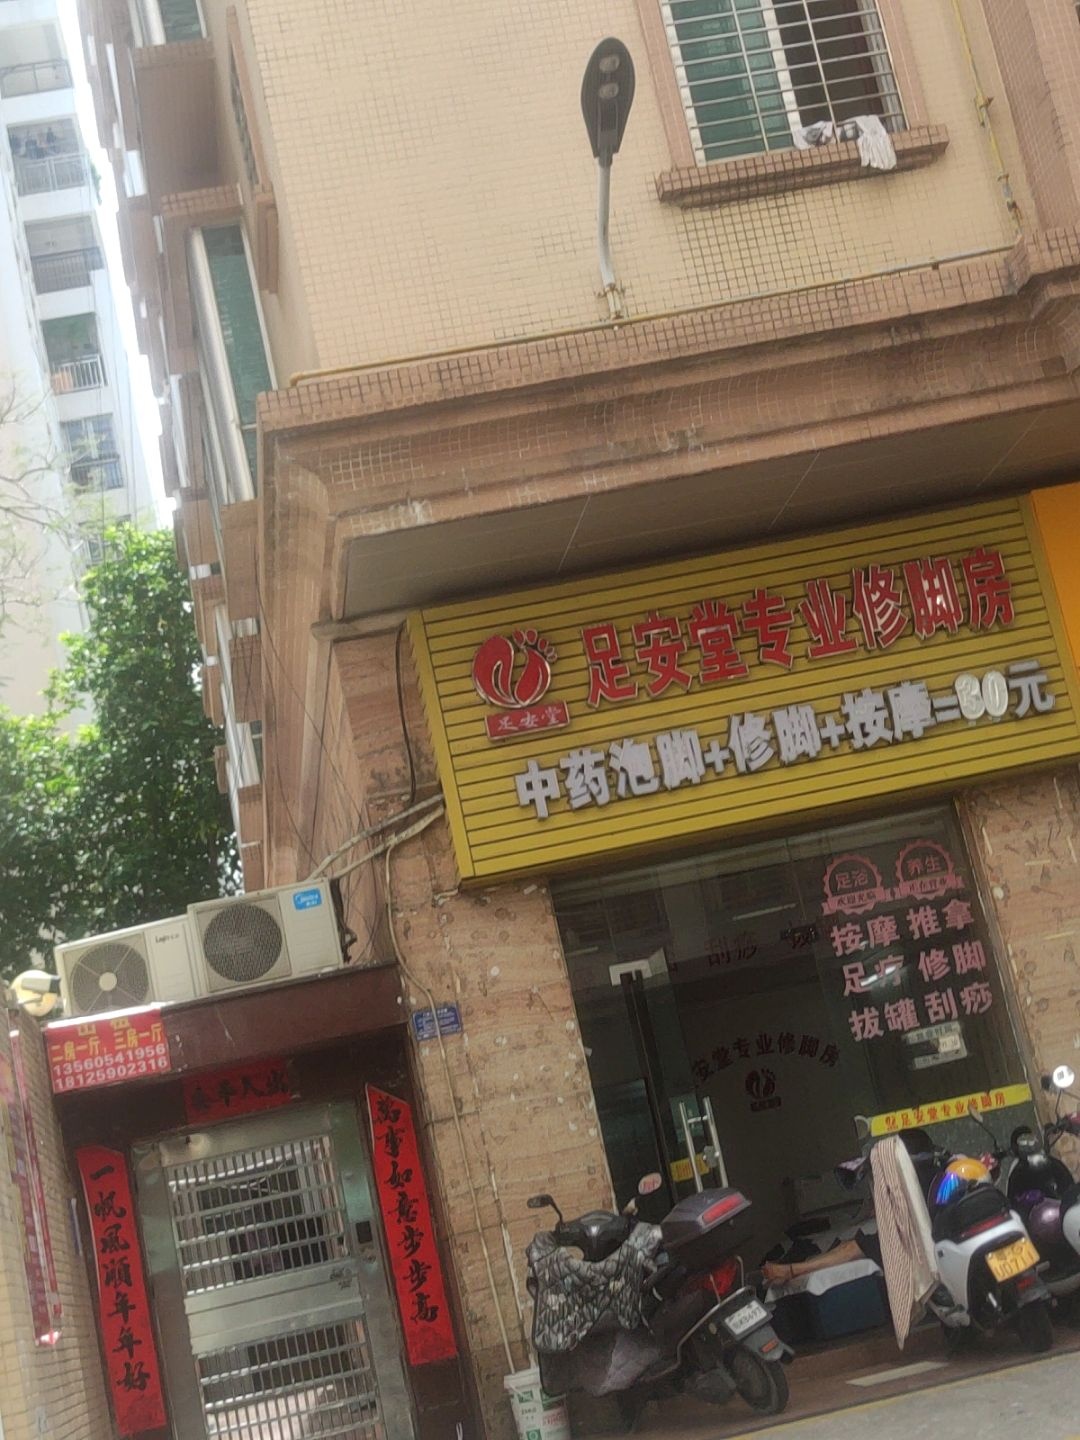 足安堂专业修脚房
足安堂
中药泡脚+修脚+按摩=30元
足浴
养生
按摩 推拿
足疗 修脚
拔罐 刮痧
刮痧
安堂专业修脚房
足安堂专业修脚房
Midea
二房一厅,三房一厅
13560541956
18125902316
一帆风顺年年好
万事如意步步高